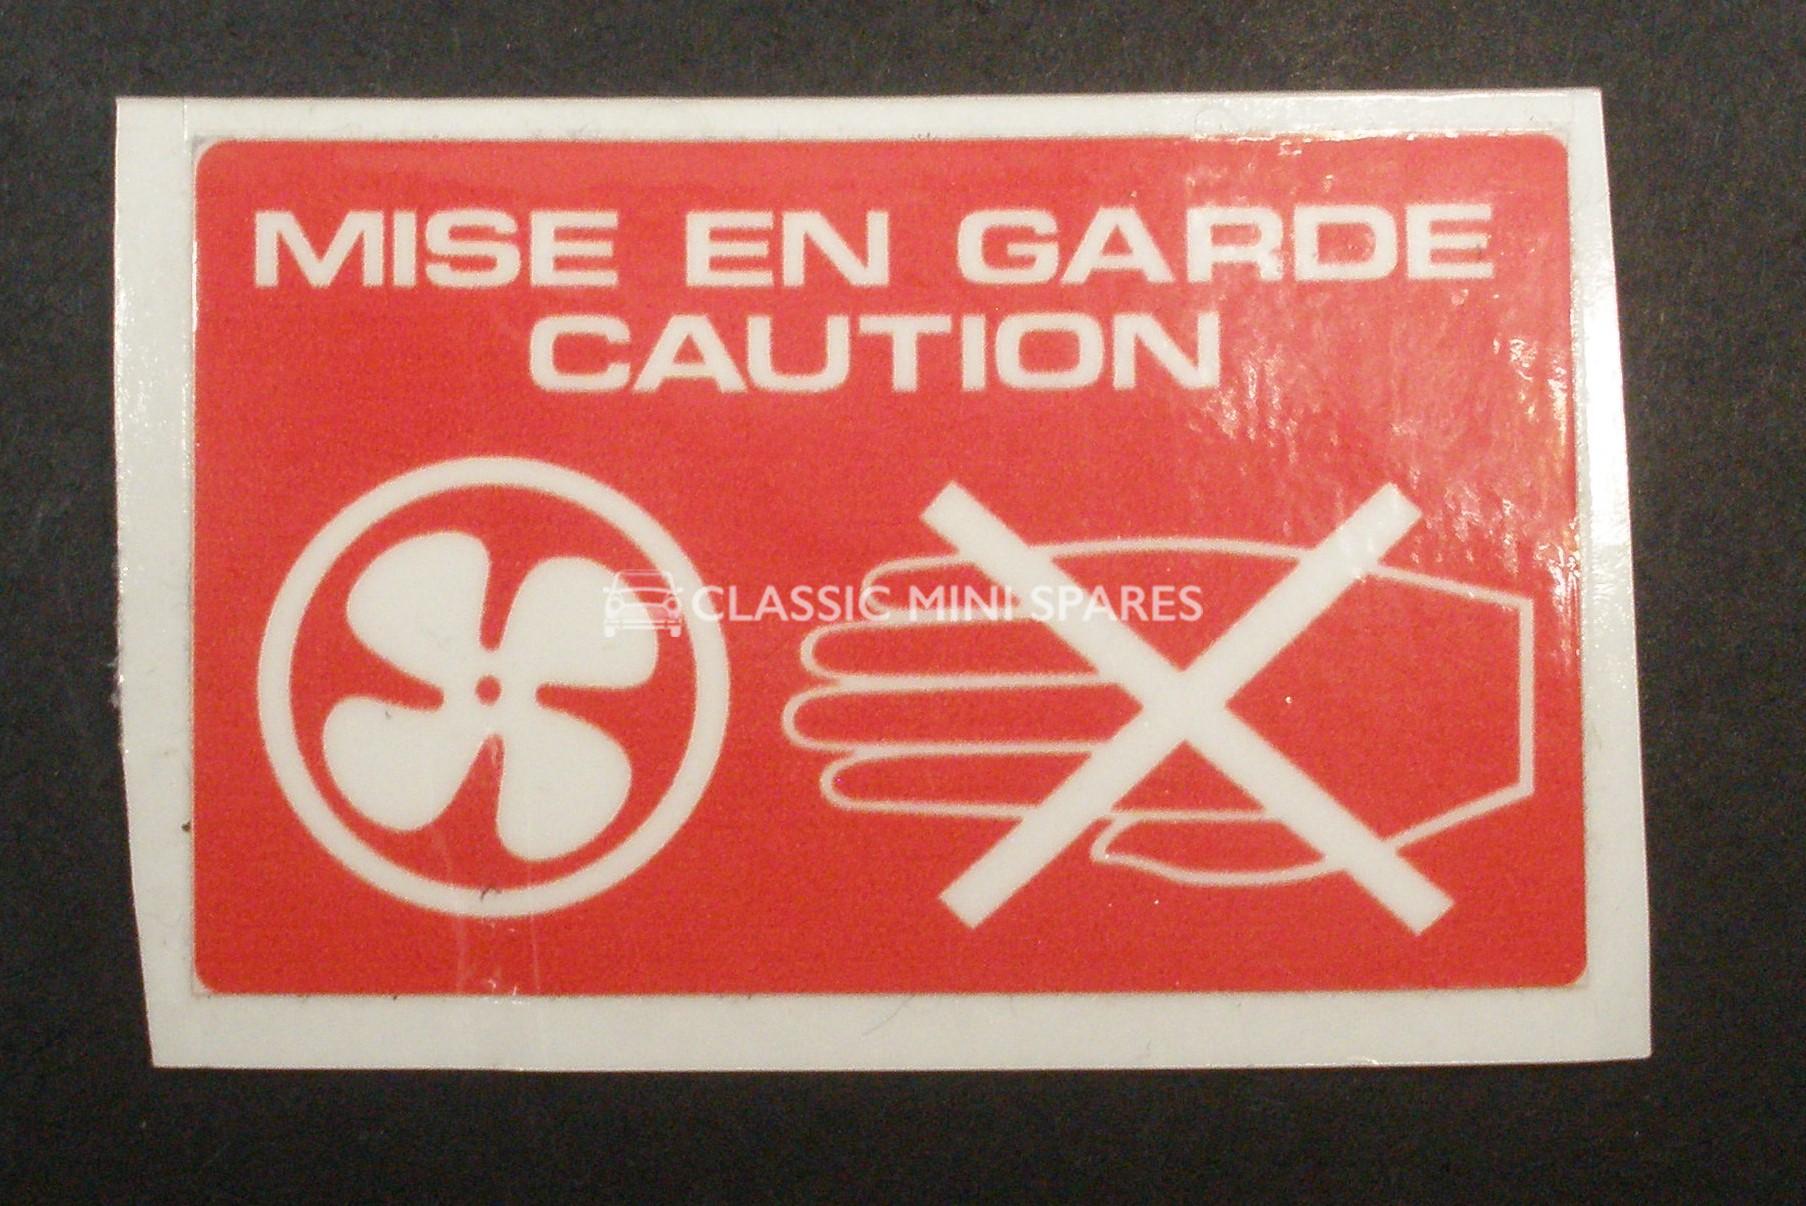 MISE EN GARDE
CAUTION
CLASSIC MINI SPARES